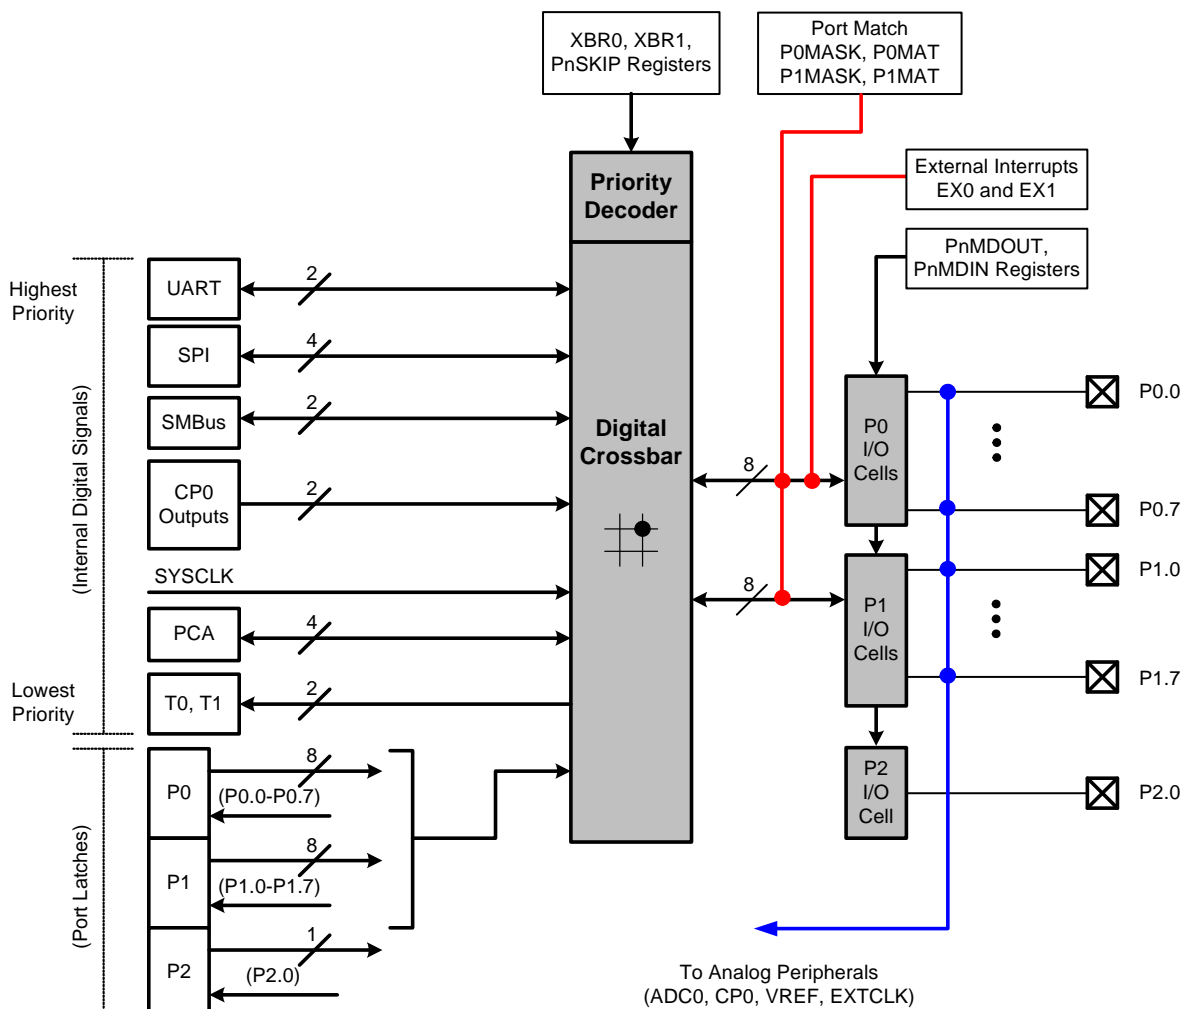 XBR0, XBR1,
PnSKIP Registers
Port Match
P0MASK, P0MAT
P1MASK, P1MAT
External Interrupts
EX0 and EX1
PnMDOUT,
PnMDIN Registers
Priority
Decoder
Digital
Crossbar
Highest
Priority
(Internal Digital Signals)
Lowest
Priority
(Port Latches)
UART
2
SPI
4
SMBus
2
CP0
Outputs
2
SYSCLK
PCA
4
T0, T1
2
P0
8
(P0.0-P0.7)
P1
8
(P1.0-P1.7)
P2
1
(P2.0)
8
8
P0
I/O
Cells
P1
I/O
Cells
P2
I/O
Cell
P0.0
P0.7
P1.0
P1.7
P2.0
To Analog Peripherals
(ADC0, CP0, VREF, EXTCLK)